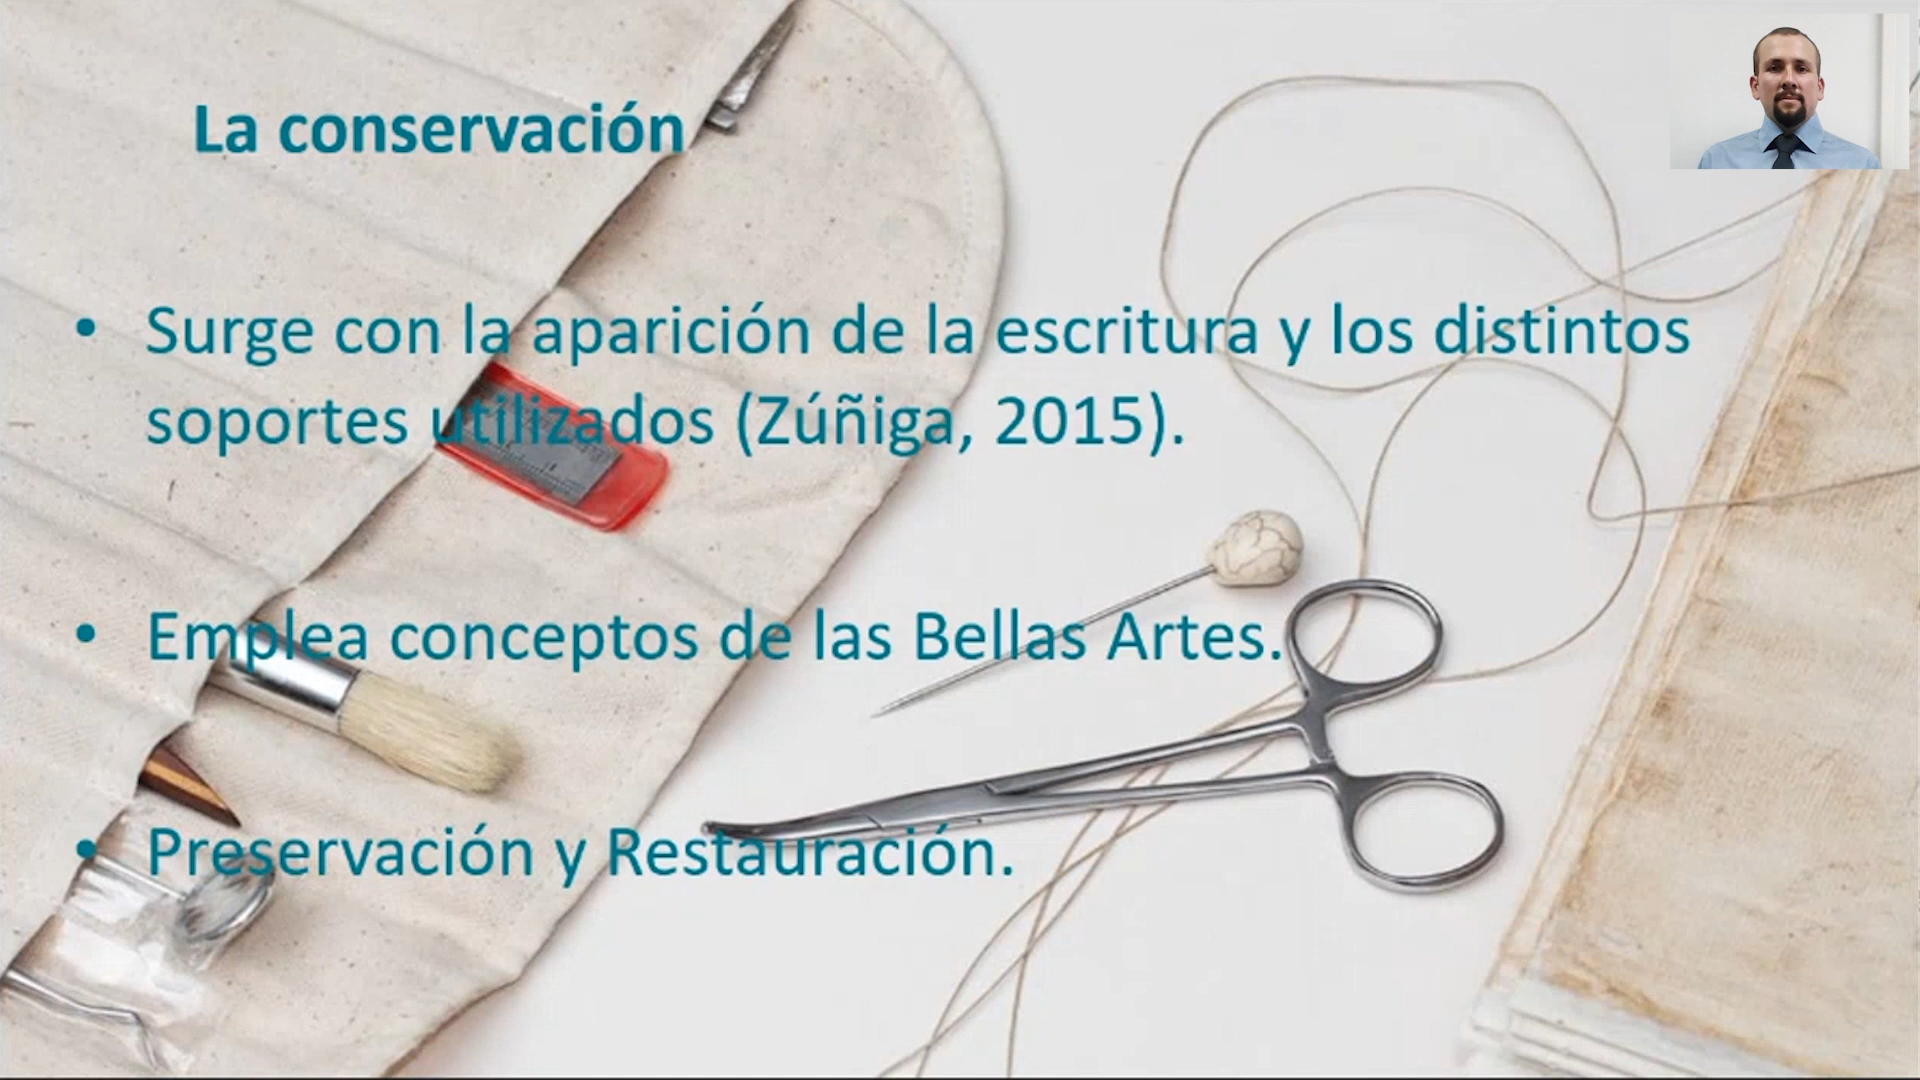 La conservación
• Surge con la aparición de la escritura y los distintos
soportes utilizados (Zúñiga, 2015).
• Emplea conceptos de las Bellas Artes.
• Preservación y Restauración.